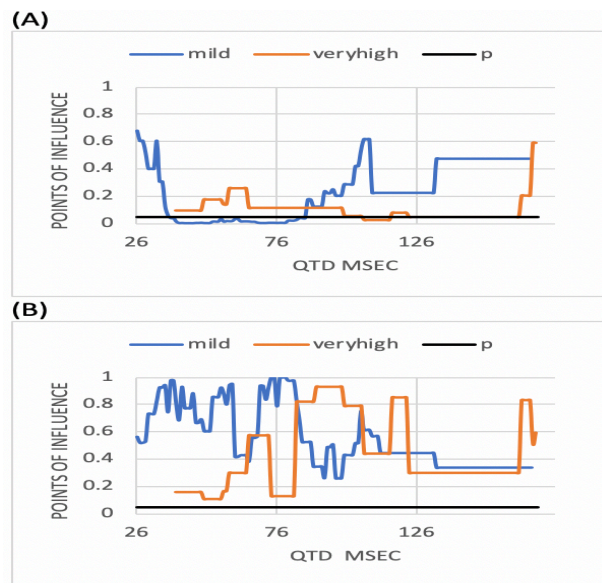 (A)
mild veryhigh p
POINTS OF INFLUENCE
1
0.8
0.6
0.4
0.2
0
26 76 126
QTD MSEC
(B)
mild veryhigh p
POINTS OF INFLUENCE
1
0.8
0.6
0.4
0.2
0
26 76 126
QTD MSEC